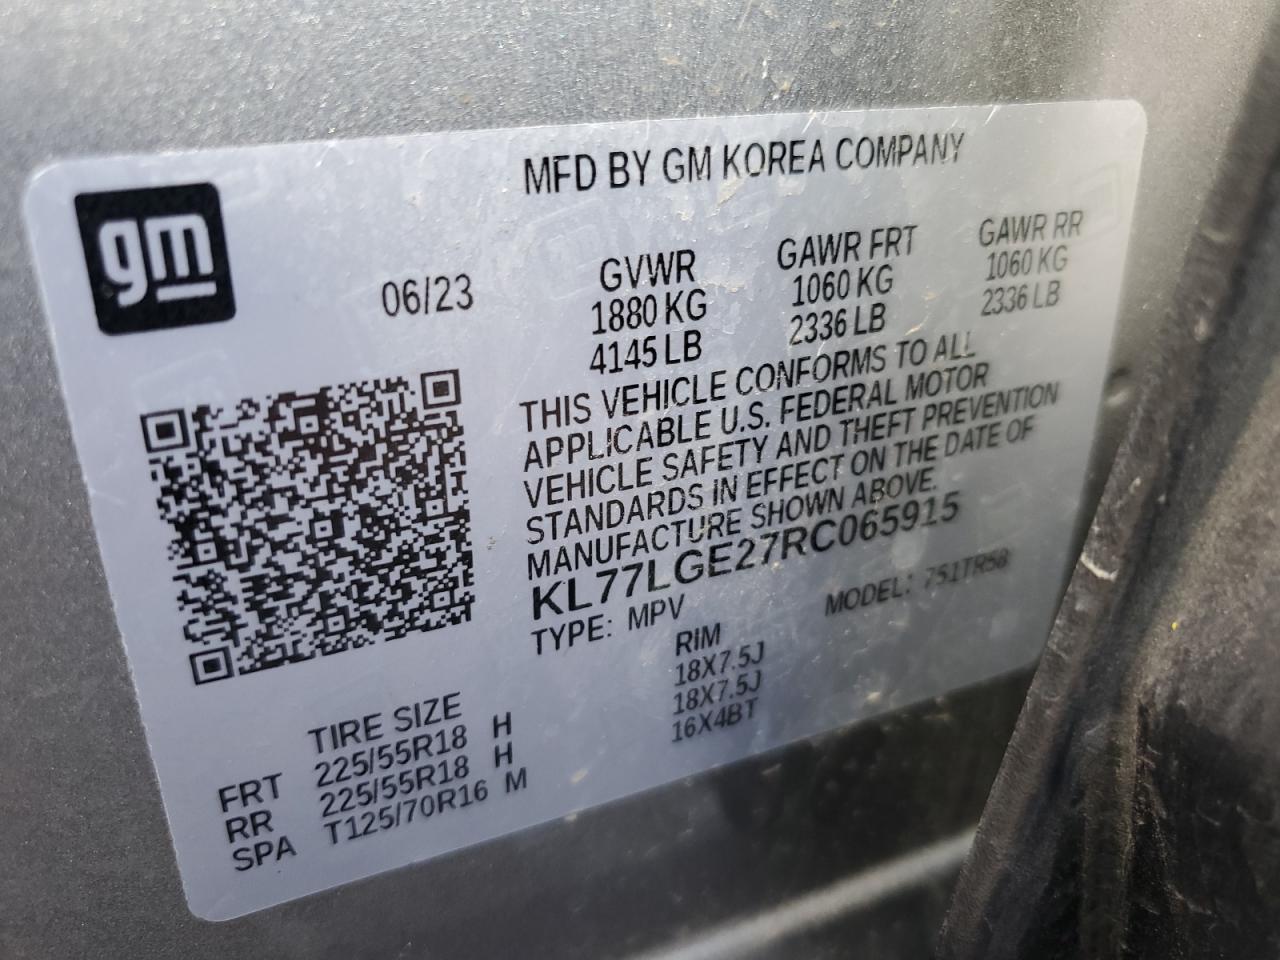 gm
MFD BY GM KOREA COMPANY
06/23
GVWR GAWR FRT GAWR RR
1880 KG 1060 KG 1060 KG
4145 LB 2336 LB 2336 LB
THIS VEHICLE CONFORMS TO ALL
APPLICABLE U.S. FEDERAL MOTOR
VEHICLE SAFETY AND THEFT PREVENTION
STANDARDS IN EFFECT ON THE DATE OF
MANUFACTURE SHOWN ABOVE.
KL77LGE27RC065915
TYPE: MPV MODEL: 751TR58
TIRE SIZE RIM
FRT 225/55R18 H 18X7.5J
RR 225/55R18 H 18X7.5J
SPA T125/70R16 M 16X4BT